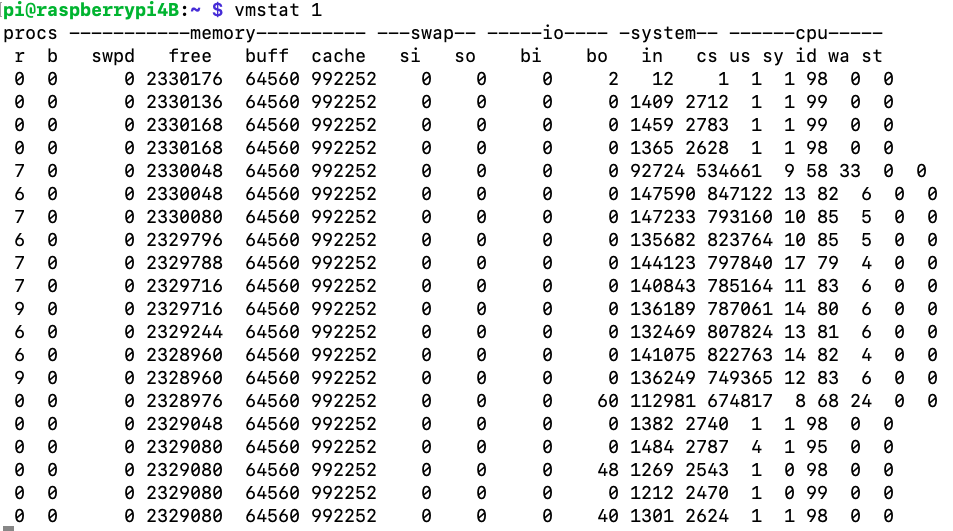 pi@raspberrypi4B:~ $ vmstat 1
procs -----------memory---------- ---swap-- -----io---- -system-- ------cpu-----
 r  b   swpd   free   buff  cache   si   so    bi    bo   in   cs us sy id wa st
 0  0      0 2330176  64560 992252    0    0     0     2   12    1  1  1 98  0  0
 0  0      0 2330136  64560 992252    0    0     0     0 1409 2712  1  1 99  0  0
 0  0      0 2330168  64560 992252    0    0     0     0 1459 2783  1  1 99  0  0
 0  0      0 2330168  64560 992252    0    0     0     0 1365 2628  1  1 98  0  0
 7  0      0 2330048  64560 992252    0    0     0     0 92724 534661  9 58 33  0  0
 6  0      0 2330048  64560 992252    0    0     0     0 147590 847122 13 82  6  0  0
 7  0      0 2330080  64560 992252    0    0     0     0 147233 793160 10 85  5  0  0
 6  0      0 2329796  64560 992252    0    0     0     0 135682 823764 10 85  5  0  0
 7  0      0 2329788  64560 992252    0    0     0     0 144123 797840 17 79  4  0  0
 7  0      0 2329716  64560 992252    0    0     0     0 140843 785164 11 83  6  0  0
 9  0      0 2329716  64560 992252    0    0     0     0 136189 787061 14 80  6  0  0
 6  0      0 2329244  64560 992252    0    0     0     0 132469 807824 13 81  6  0  0
 6  0      0 2328960  64560 992252    0    0     0     0 141075 822763 14 82  4  0  0
 9  0      0 2328960  64560 992252    0    0     0     0 136249 749365 12 83  6  0  0
 0  0      0 2328976  64560 992252    0    0     0    60 112981 674817  8 68 24  0  0
 0  0      0 2329048  64560 992252    0    0     0     0 1382 2740  1  1 98  0  0
 0  0      0 2329080  64560 992252    0    0     0     0 1484 2787  4  1 95  0  0
 0  0      0 2329080  64560 992252    0    0     0    48 1269 2543  1  0 98  0  0
 0  0      0 2329080  64560 992252    0    0     0     0 1212 2470  1  0 99  0  0
 0  0      0 2329080  64560 992252    0    0     0    40 1301 2624  1  1 98  0  0